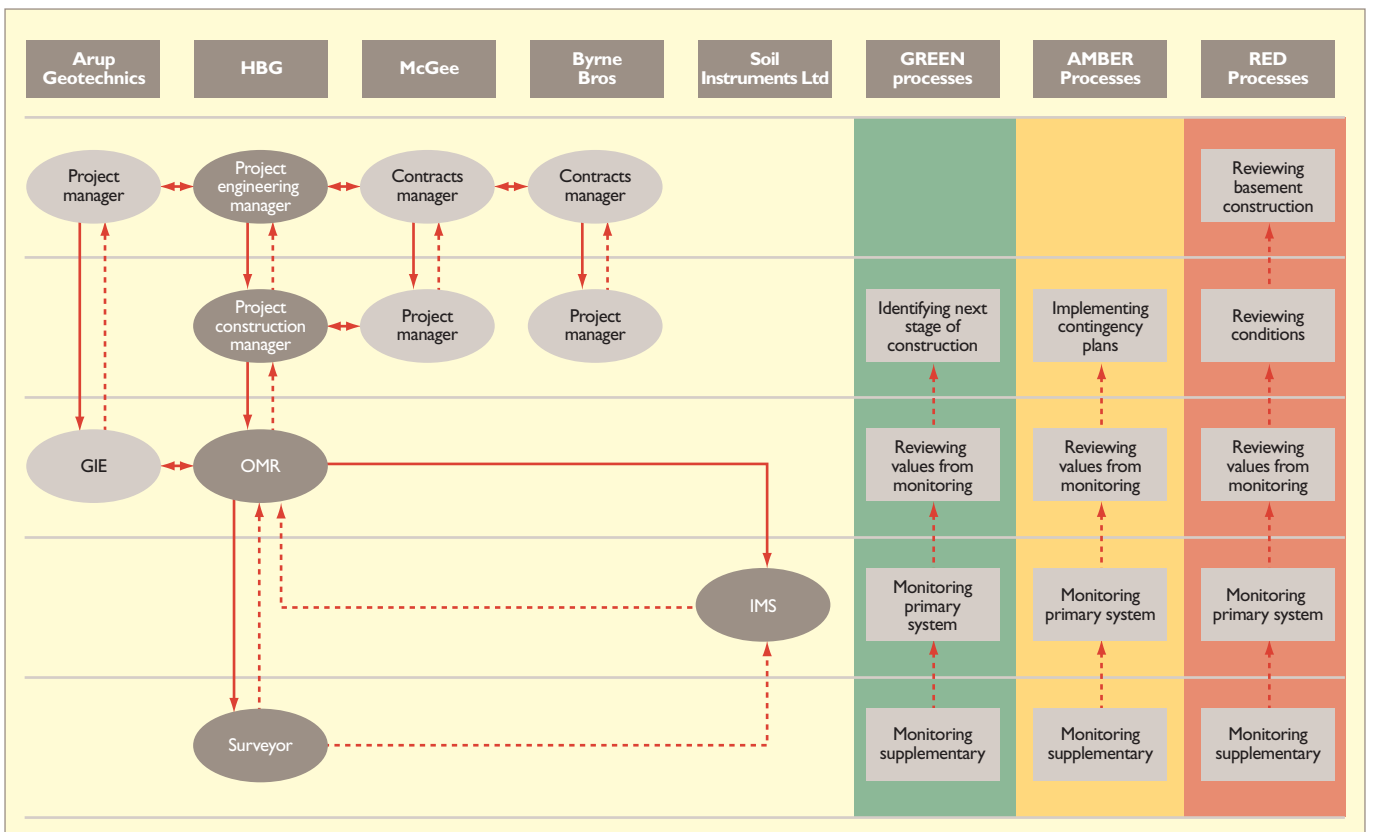 Arup
Geotechnics
HBG
McGee
Byrne
Bros
Soil
Instruments Ltd
GREEN
processes
AMBER
Processes
RED
Processes
Project
manager
Project
engineering
manager
Contracts
manager
Contracts
manager
Reviewing
basement
construction
Project
construction
manager
Project
manager
Project
manager
Identifying next
stage of
construction
Implementing
contingency
plans
Reviewing
conditions
GIE
OMR
Reviewing
values from
monitoring
Reviewing
values from
monitoring
Reviewing
values from
monitoring
IMS
Monitoring
primary
system
Monitoring
primary system
Monitoring
primary system
Surveyor
Monitoring
supplementary
Monitoring
supplementary
Monitoring
supplementary